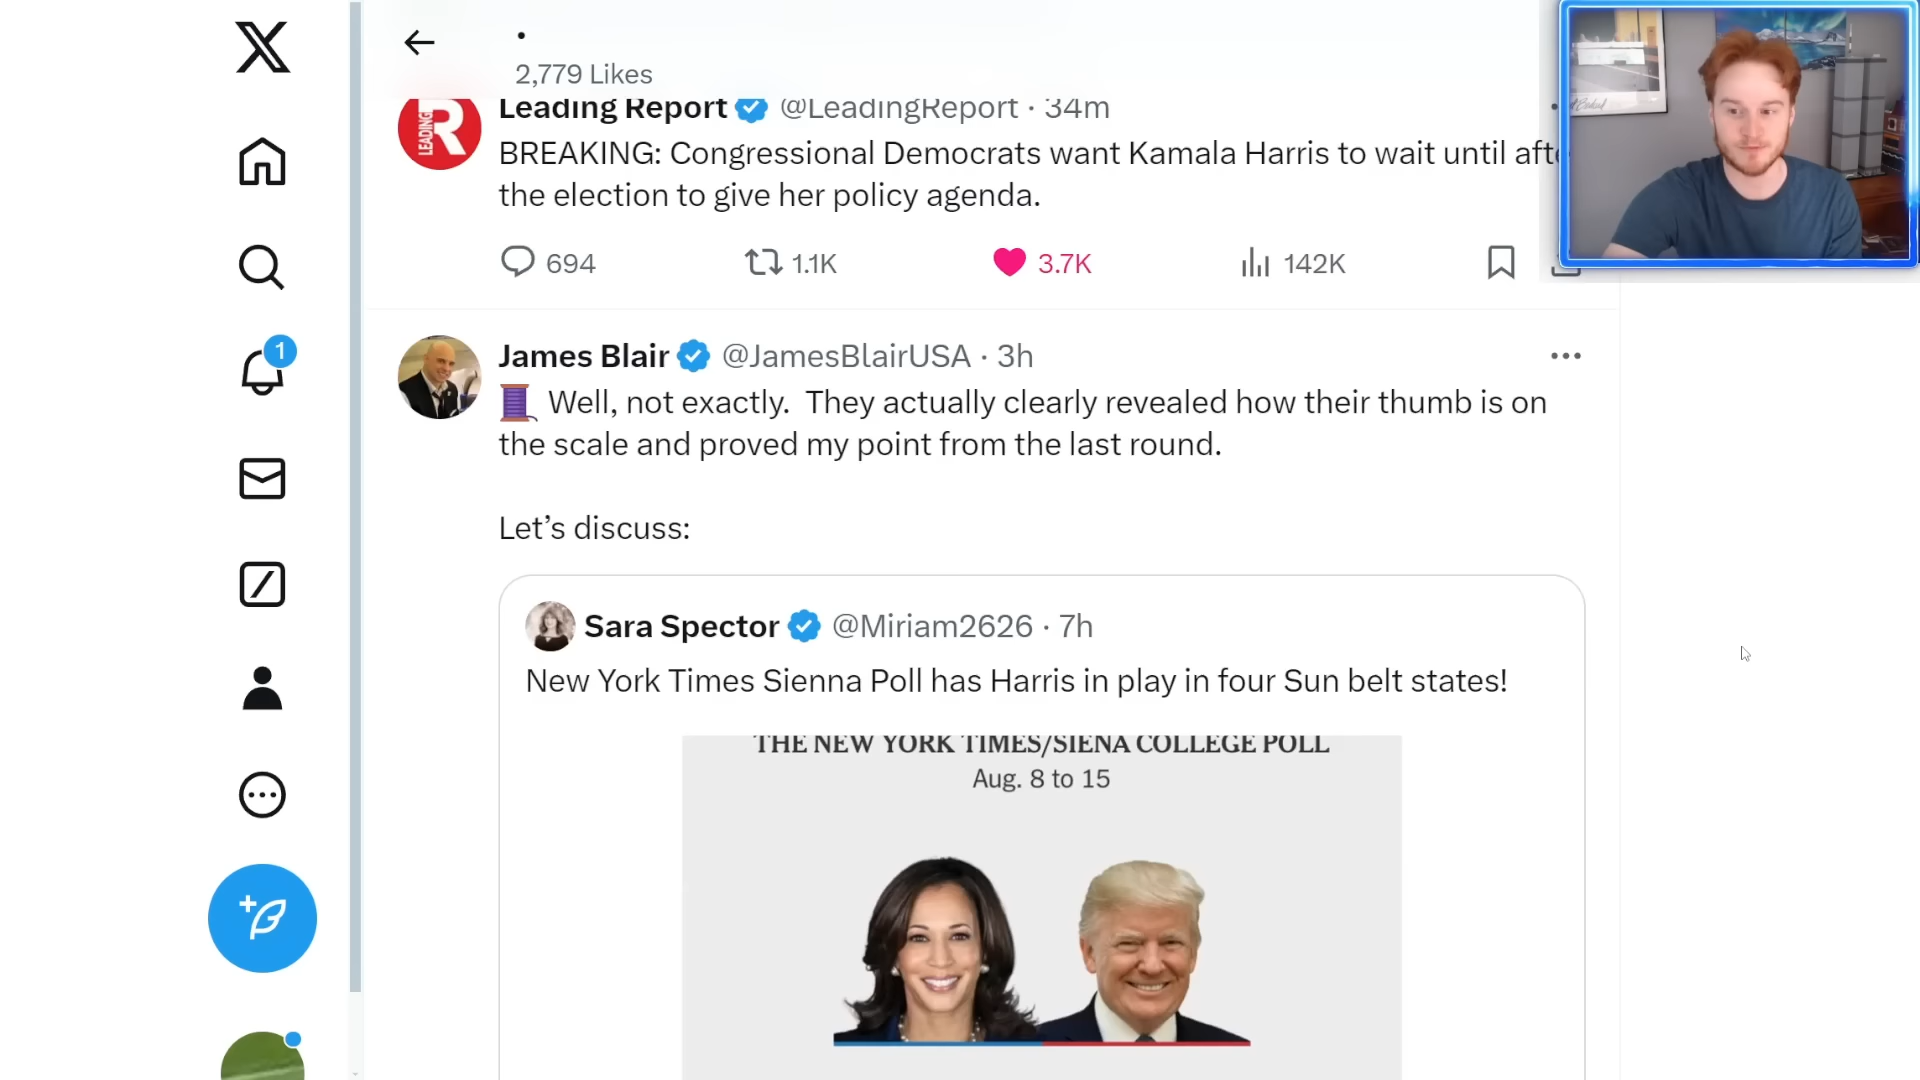 2,779 Likes
Leading Report @LeadingReport · 34m
LEADING R
BREAKING: Congressional Democrats want Kamala Harris to wait until afte
the election to give her policy agenda.
694 1.1K 3.7K 142K
James Blair @JamesBlairUSA · 3h
1
🧵 Well, not exactly. They actually clearly revealed how their thumb is on
the scale and proved my point from the last round.
Let’s discuss:
Sara Spector @Miriam2626 · 7h
New York Times Sienna Poll has Harris in play in four Sun belt states!
THE NEW YORK TIMES/SIENA COLLEGE POLL
Aug. 8 to 15